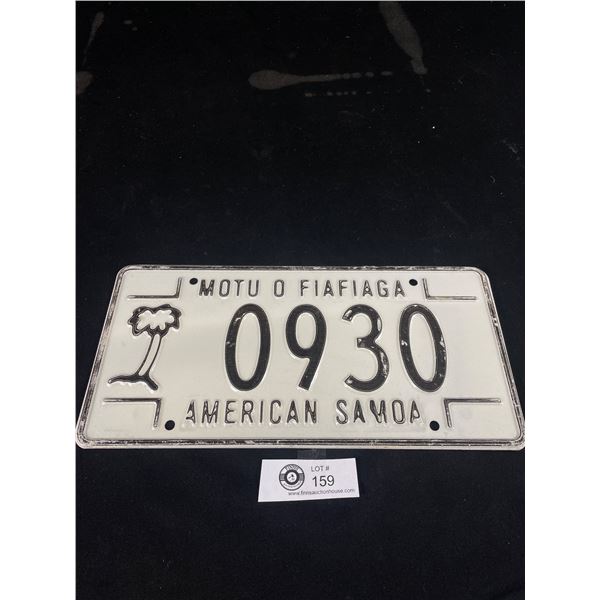 MOTU O FIAFIAGA
0930
AMERICAN SAMOA
LOT #
159
www.finnsauctionhouse.com